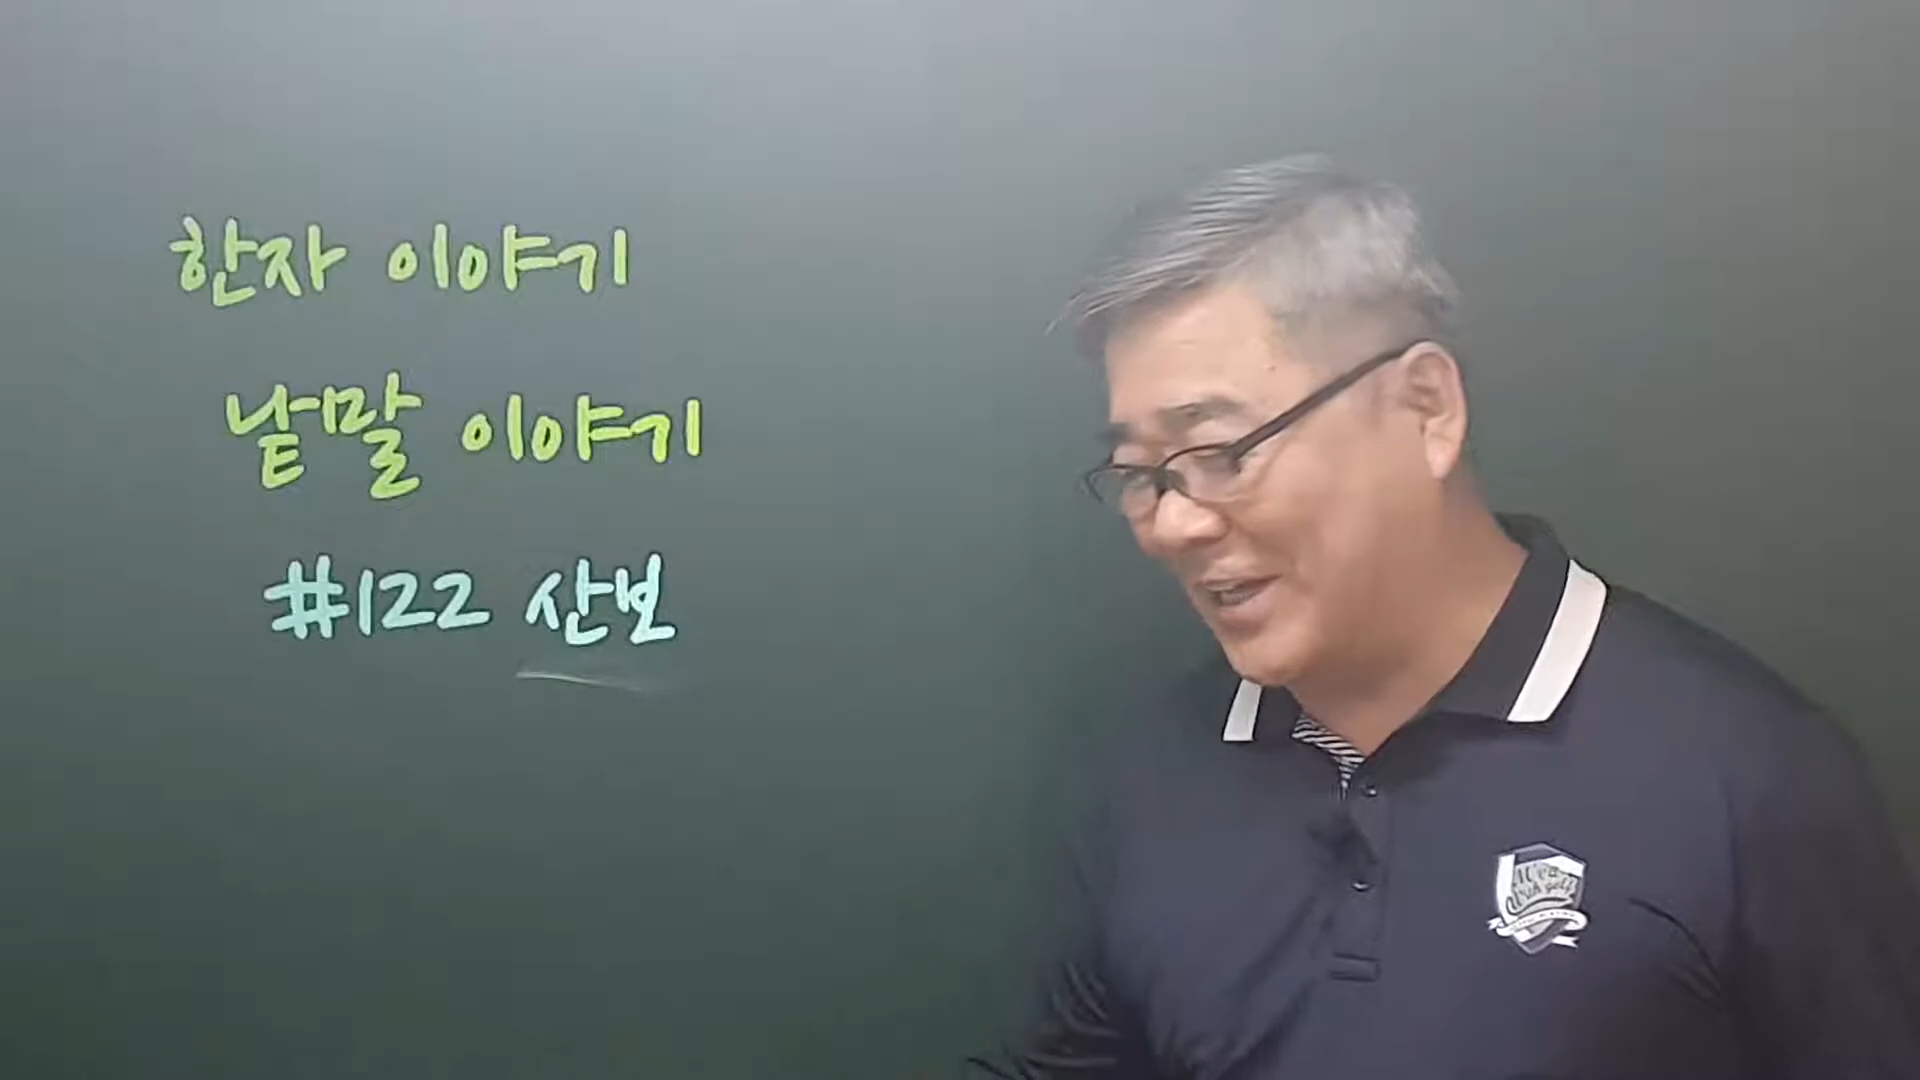 한자 이야기
낱말 이야기
#122 산보